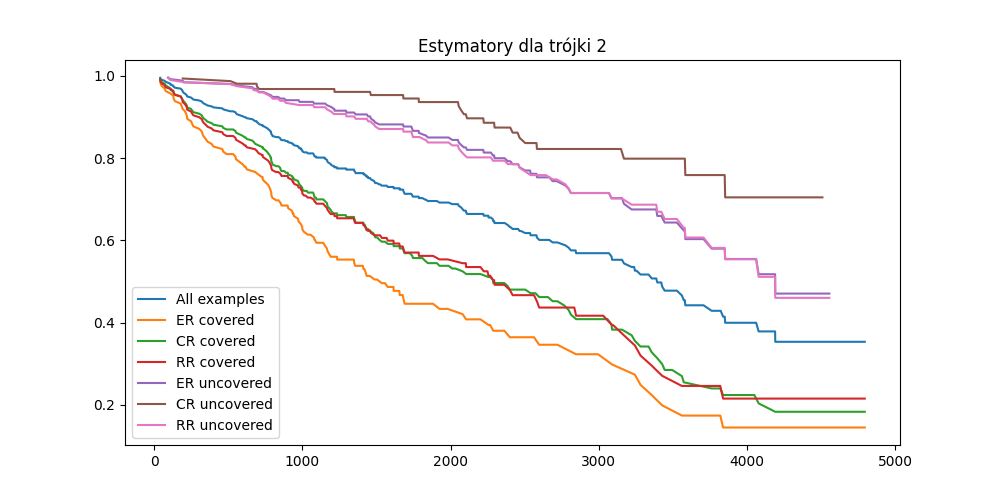 Estymatory dla trójki 2
1.0
0.8
0.6
0.4
0.2
All examples
ER covered
CR covered
RR covered
ER uncovered
CR uncovered
RR uncovered
0 1000 2000 3000 4000 5000